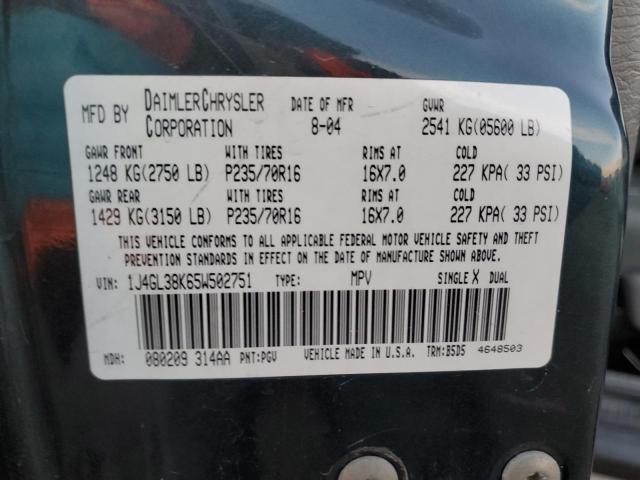 MFD BY DAIMLERCHRYSLER CORPORATION DATE OF MFR 8-04 GVWR 2541 KG(05600 LB)
GAWR FRONT WITH TIRES RIMS AT COLD
1248 KG(2750 LB) P235/70R16 16X7.0 227 KPA( 33 PSI)
GAWR REAR WITH TIRES RIMS AT COLD
1429 KG(3150 LB) P235/70R16 16X7.0 227 KPA( 33 PSI)
THIS VEHICLE CONFORMS TO ALL APPLICABLE FEDERAL MOTOR VEHICLE SAFETY AND THEFT
PREVENTION STANDARDS IN EFFECT ON THE DATE OF MANUFACTURE SHOWN ABOVE.
VIN: 1J4GL38K65W502751 TYPE: MPV SINGLE X DUAL
MDH: 080209 314AA PNT:PGV VEHICLE MADE IN U.S.A. TRM:B5D5 4648503